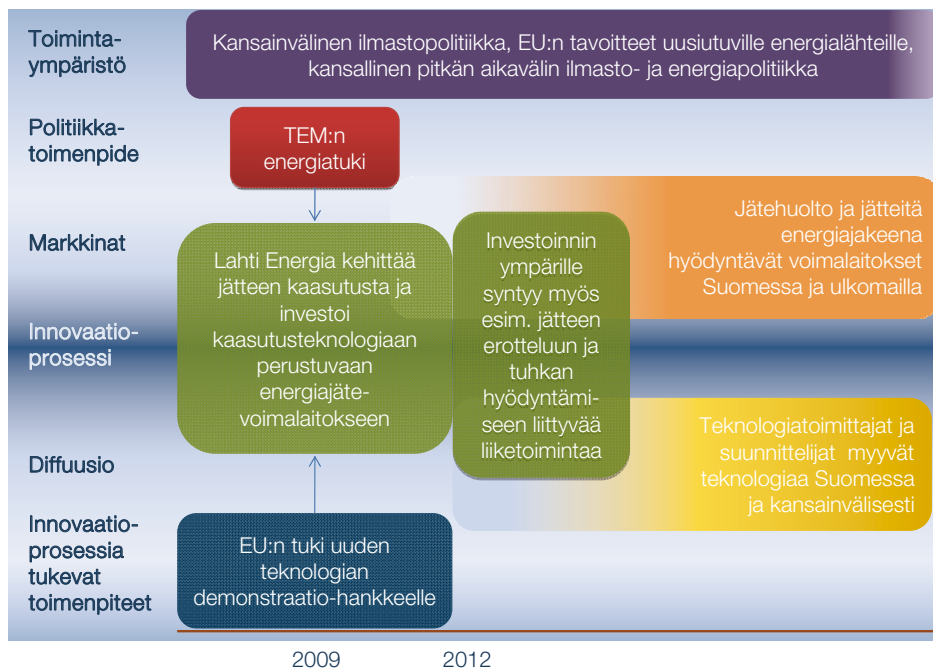 Toiminta-
ympäristö
Kansainvälinen ilmastopolitiikka, EU:n tavoitteet uusiutuville energialähteille,
kansallinen pitkän aikavälin ilmasto- ja energiapolitiikka
Politiikka-
toimenpide
TEM:n
energiatuki
Markkinat
Lahti Energia kehittää
jätteen kaasutusta ja
investoi
kaasutusteknologiaan
perustuvaan
energiajäte-
voimalaitokseen
Investoinnin
ympärille
syntyy myös
esim. jätteen
erotteluun ja
tuhkan
hyödyntämi-
seen liittyvää
liiketoimintaa
Jätehuolto ja jätteitä
energiajakeena
hyödyntävät voimalaitokset
Suomessa ja ulkomailla
Innovaatio-
prosessi
Diffuusio
Teknologiatoimittajat ja
suunnittelijat myyvät
teknologiaa Suomessa
ja kansainvälisesti
Innovaatio-
prosessia
tukevat
toimenpiteet
EU:n tuki uuden
teknologian
demonstraatio-hankkeelle
2009
2012